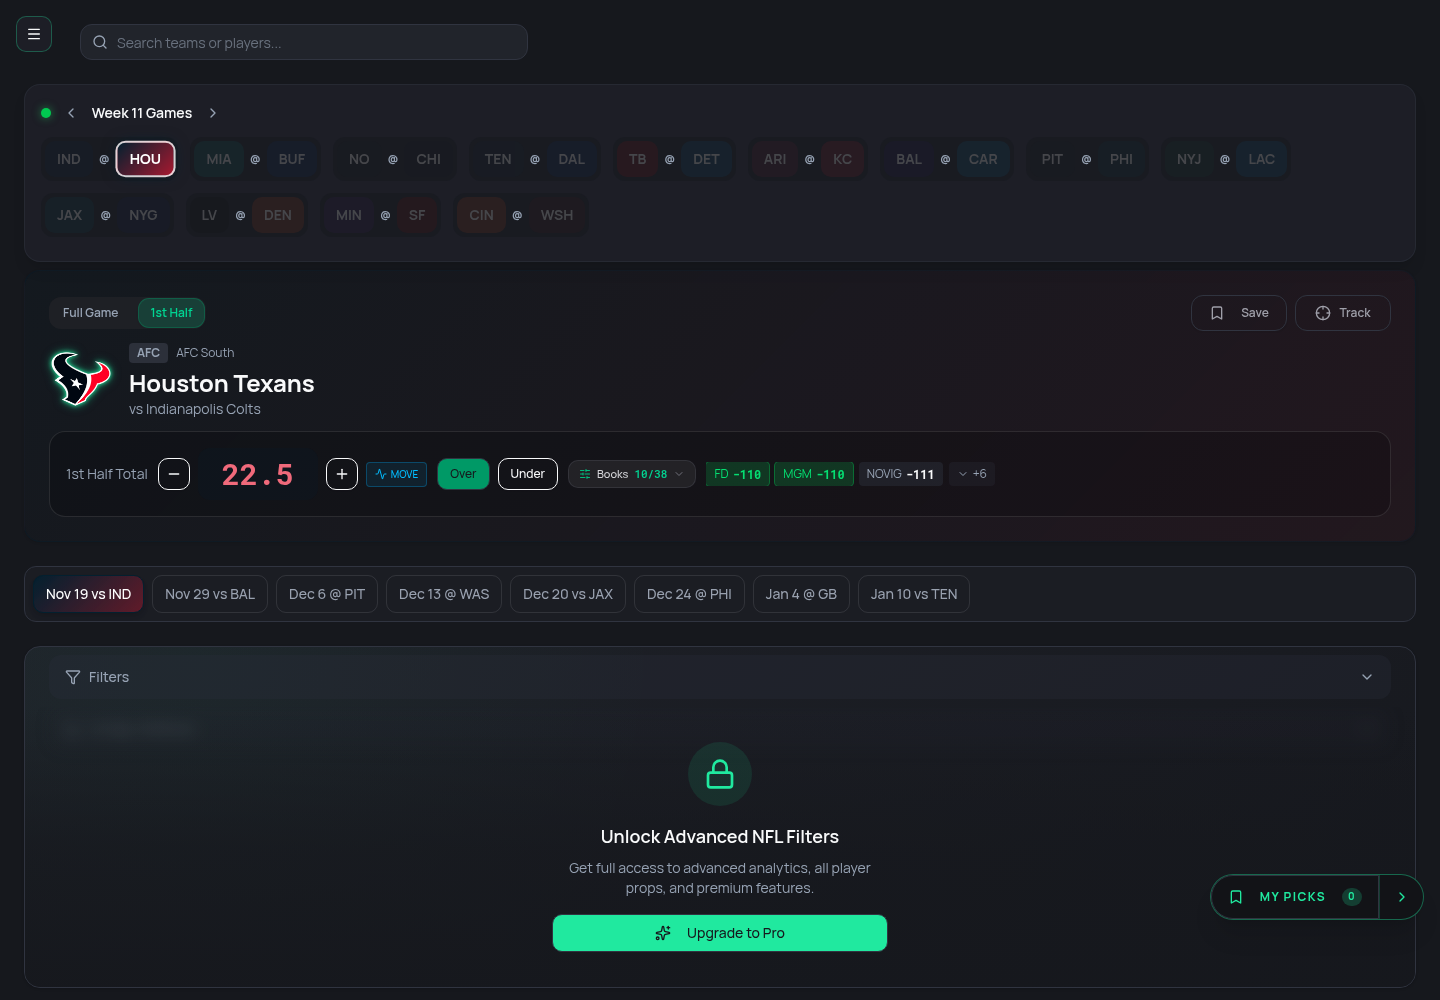 Search teams or players...
Week 11 Games
IND @ HOU MIA @ BUF NO @ CHI TEN @ DAL TB @ DET ARI @ KC BAL @ CAR PIT @ PHI NYJ @ LAC
JAX @ NYG LV @ DEN MIN @ SF CIN @ WSH
Full Game 1st Half Save Track
AFC AFC South
Houston Texans
vs Indianapolis Colts
1st Half Total 22.5 MOVE Over Under Books 10/38 FD -110 MGM -110 NOVIG -111 +6
Nov 19 vs IND Nov 29 vs BAL Dec 6 @ PIT Dec 13 @ WAS Dec 20 vs JAX Dec 24 @ PHI Jan 4 @ GB Jan 10 vs TEN
Filters
Unlock Advanced NFL Filters
Get full access to advanced analytics, all player
props, and premium features.
MY PICKS 0
Upgrade to Pro